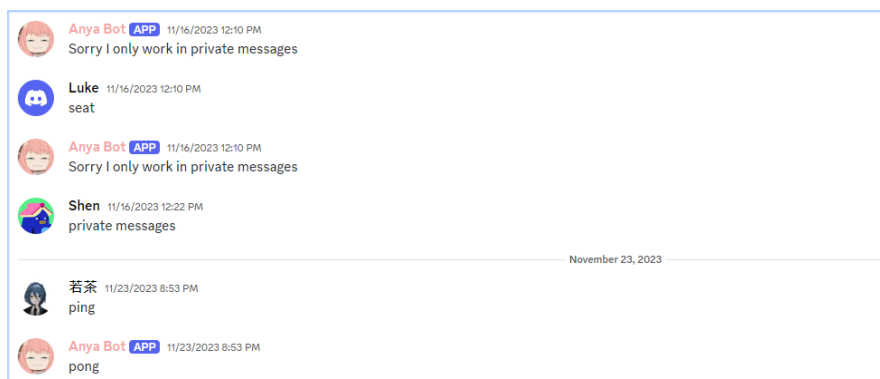 Anya Bot APP 11/16/2023 12:10 PM
Sorry I only work in private messages
Luke 11/16/2023 12:10 PM
seat
Anya Bot APP 11/16/2023 12:10 PM
Sorry I only work in private messages
Shen 11/16/2023 12:22 PM
private messages
November 23, 2023
若茶 11/23/2023 8:53 PM
ping
Anya Bot APP 11/23/2023 8:53 PM
pong